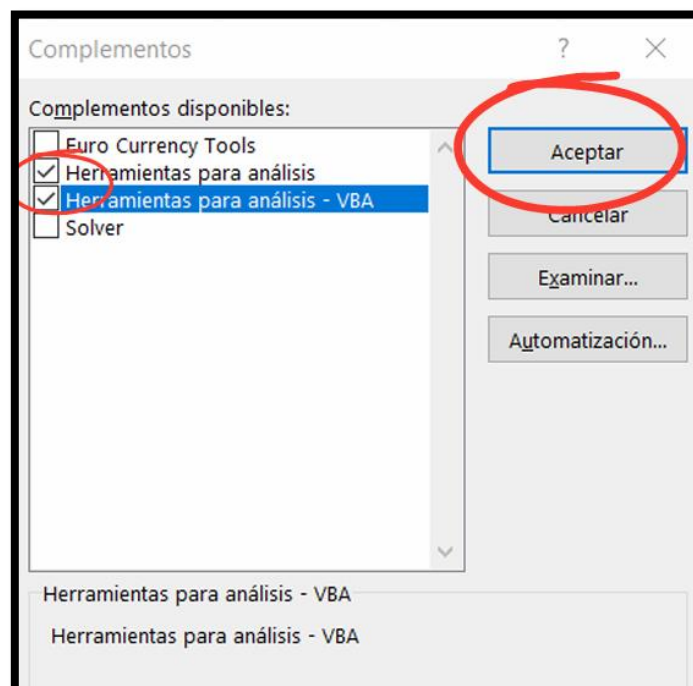 Complementos
?
Complementos disponibles:
Euro Currency Tools
Herramientas para análisis
Herramientas para análisis - VBA
Solver
Aceptar
Cancelar
Examinar...
Automatización...
Herramientas para análisis - VBA
Herramientas para análisis - VBA